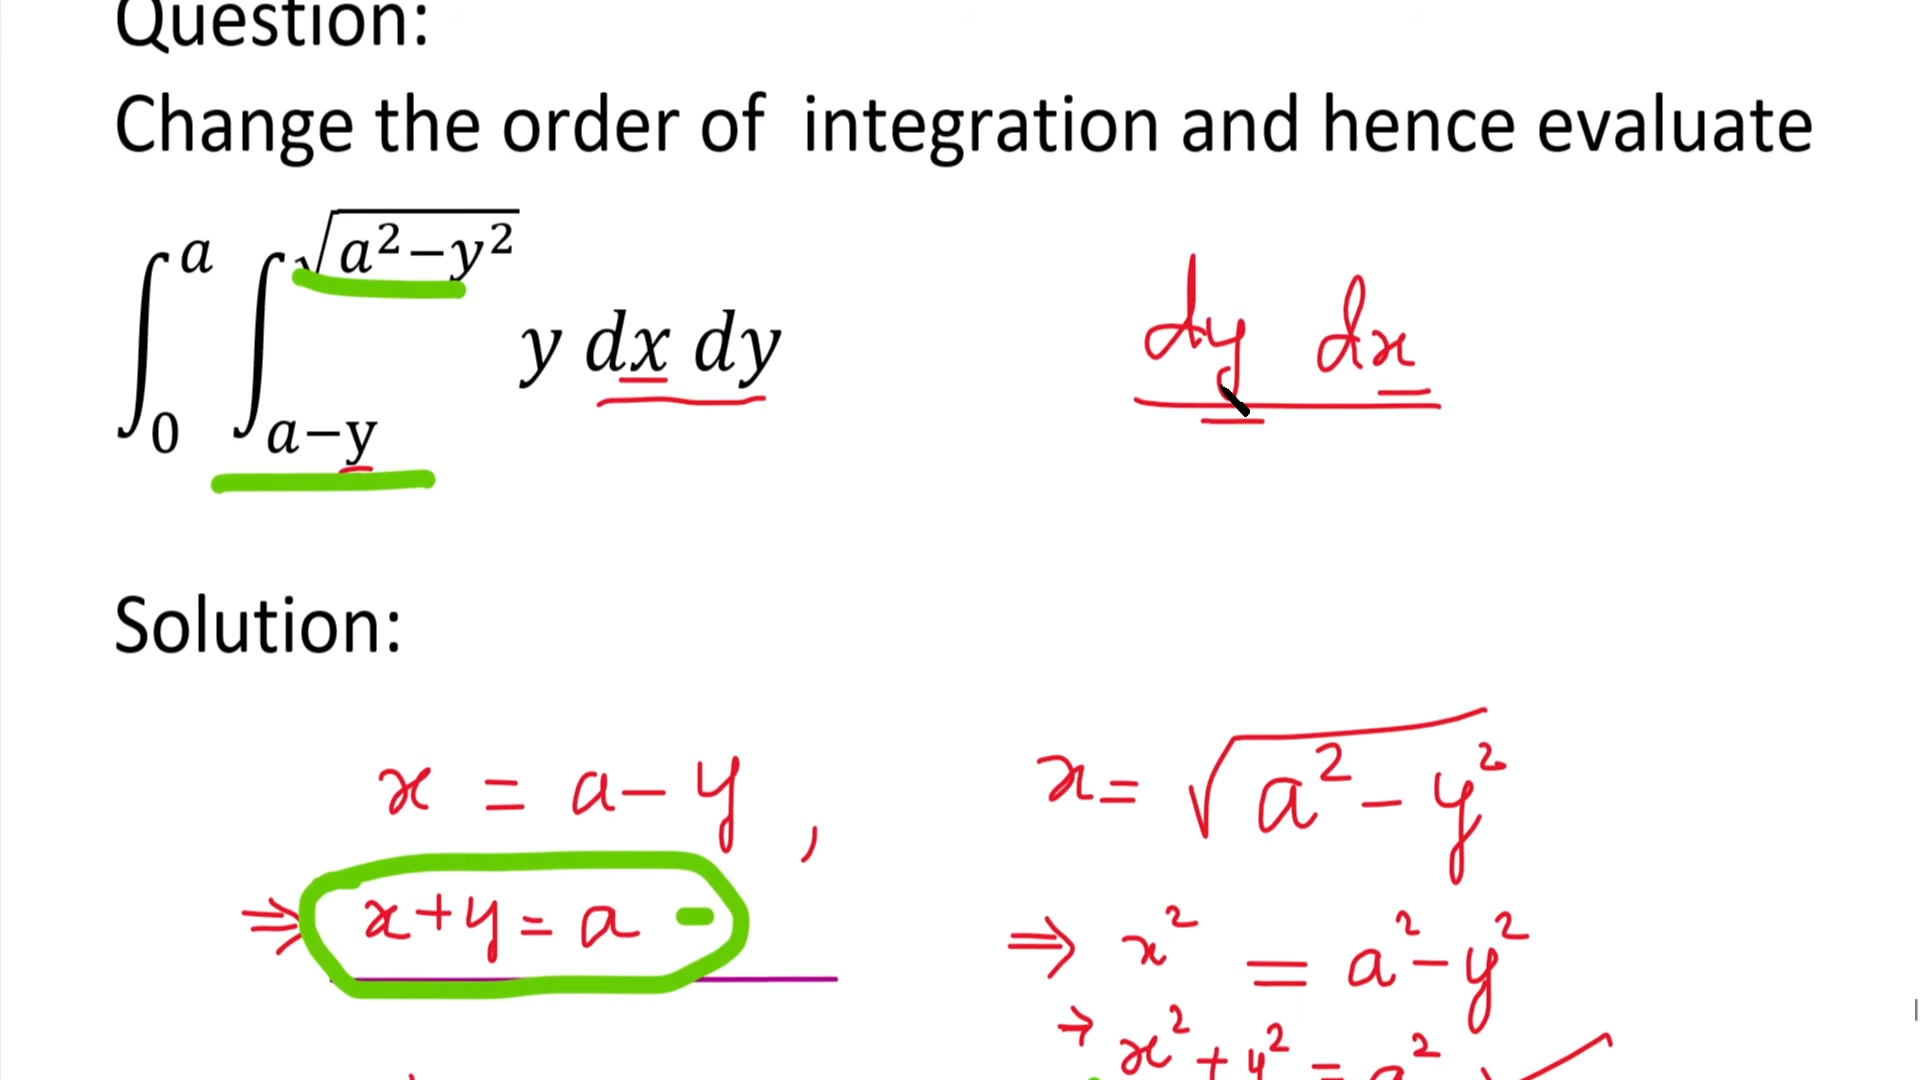 Question:
Change the order of integration and hence evaluate
∫₀ᵃ ∫ₐ₋ᵧ^√(a²−y²) y dx dy
dy dx
Solution:
x = a − y , x = √(a² − y²)
⇒ x + y = a −
⇒ x² = a² − y²
→ x² + y² = a²